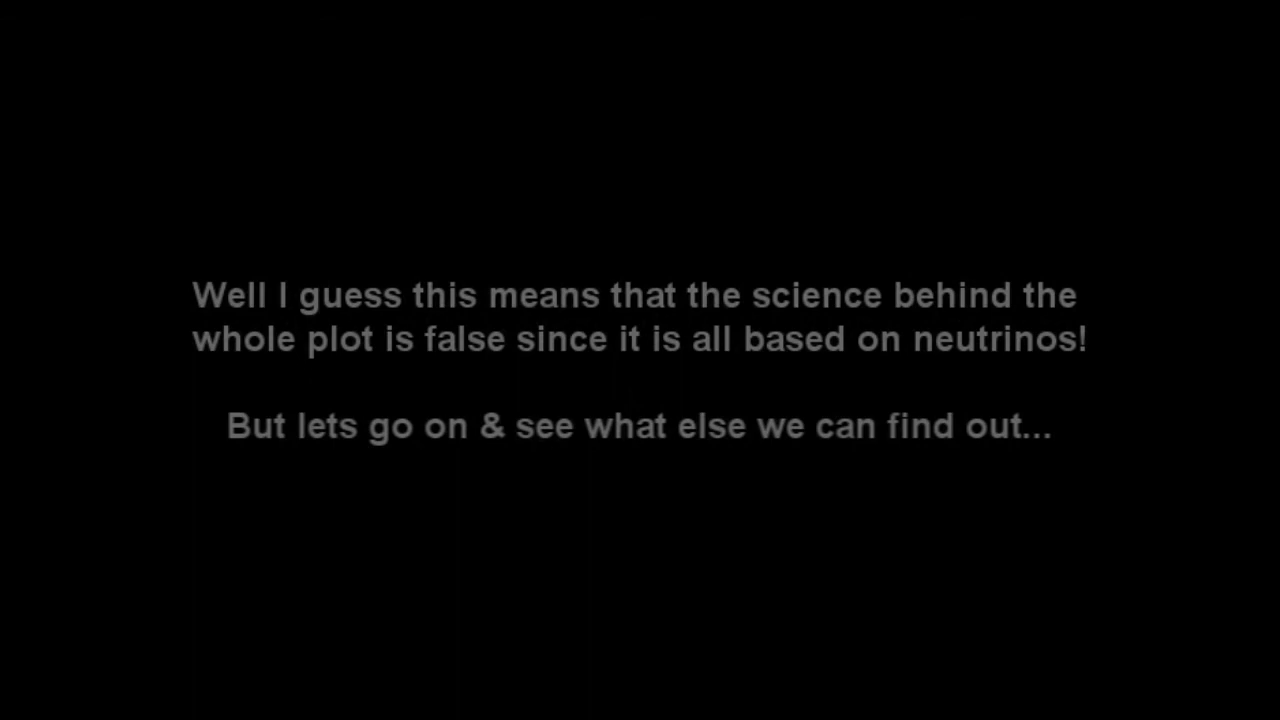 Well I guess this means that the science behind the
whole plot is false since it is all based on neutrinos!
But lets go on & see what else we can find out...